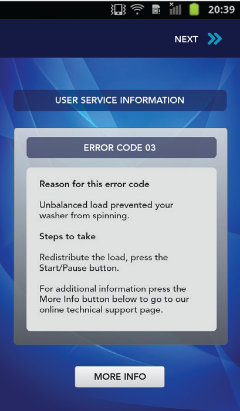 20:39
NEXT
USER SERVICE INFORMATION
ERROR CODE 03
Reason for this error code
Unbalanced load prevented your
washer from spinning.
Steps to take
Redistribute the load, press the
Start/Pause button.
For additional information press the
More Info button below to go to our
online technical support page.
MORE INFO